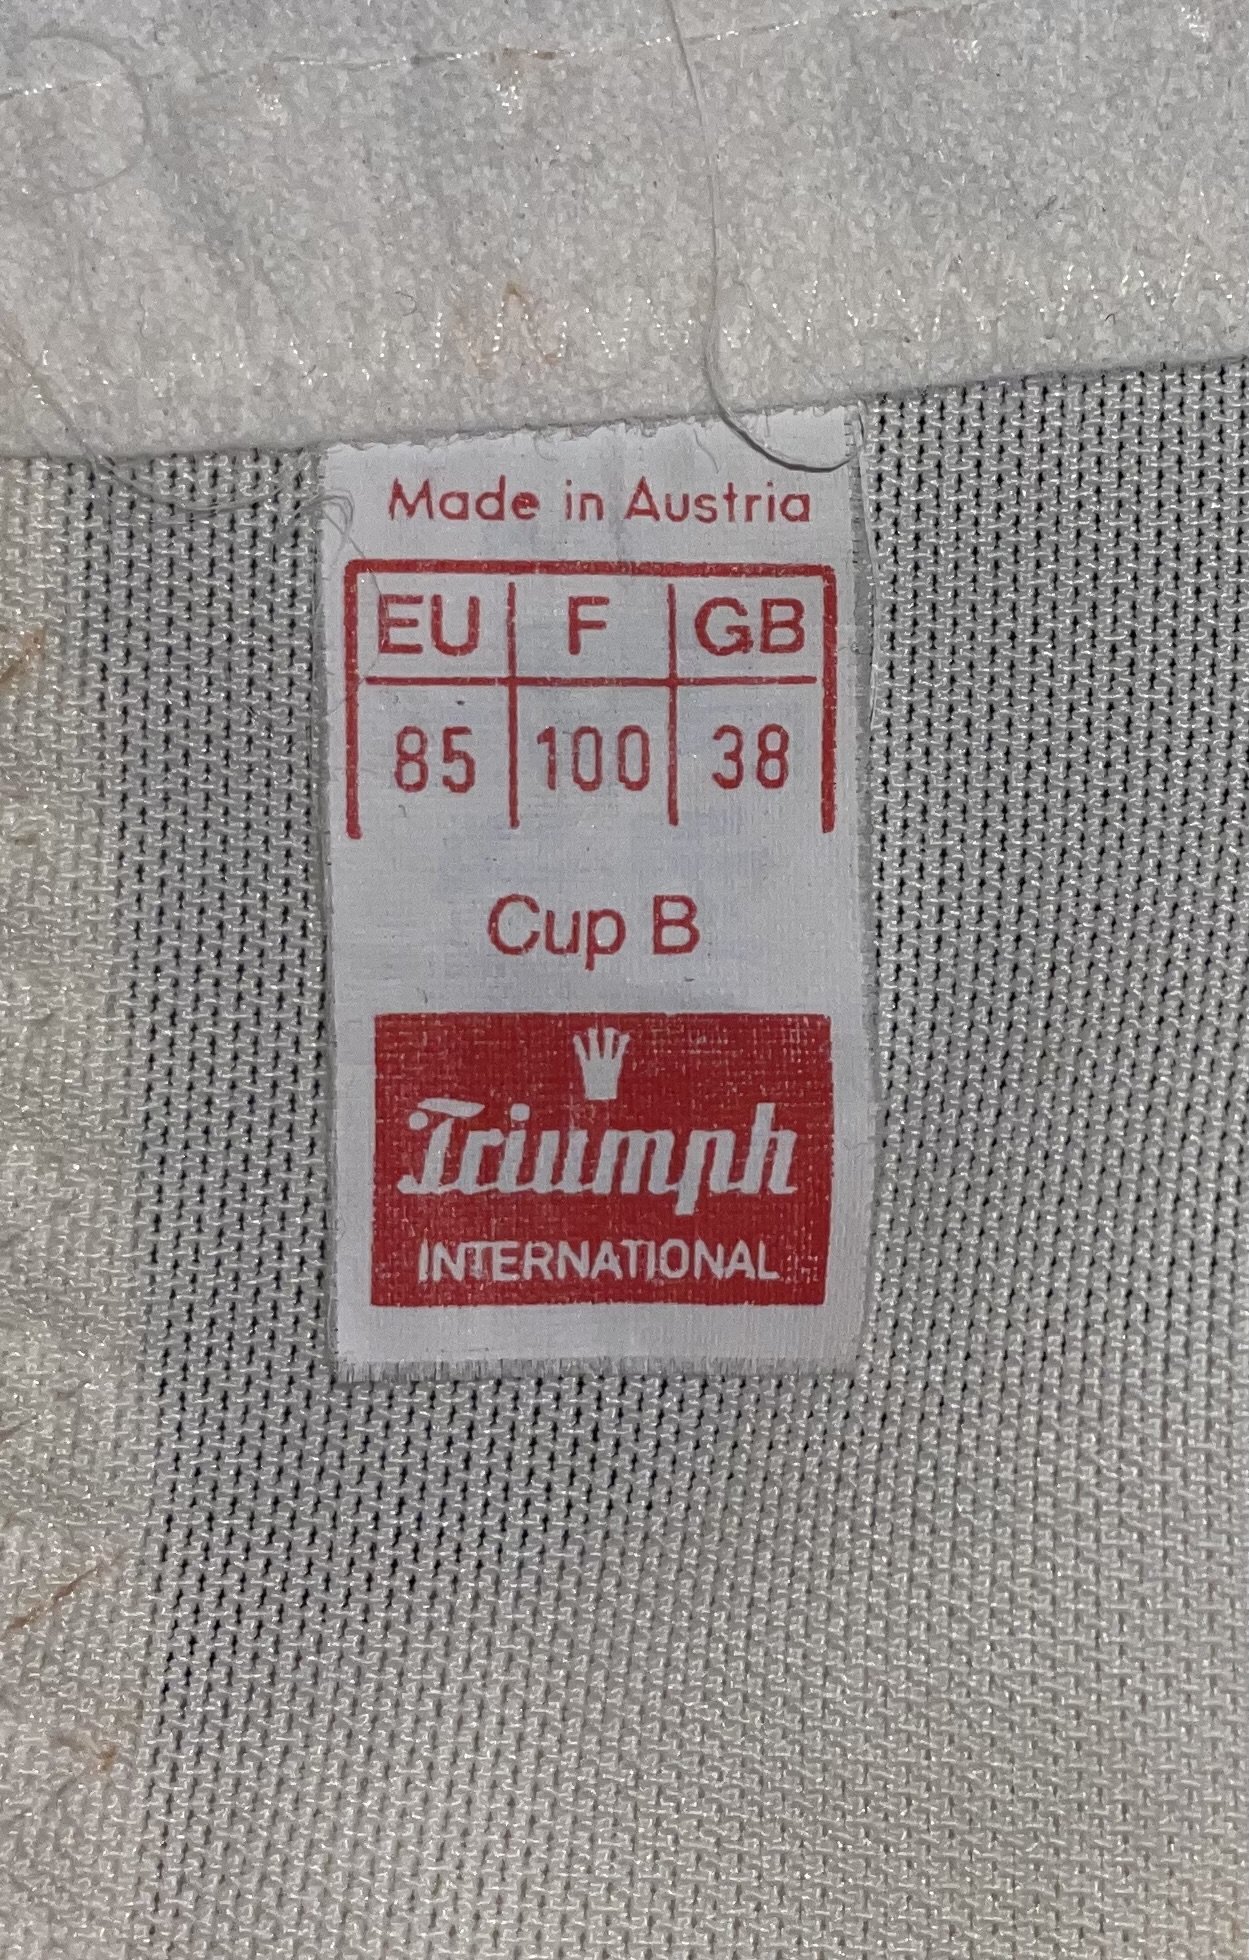 Made in Austria
EU F GB
85 100 38
Cup B
Triumph
INTERNATIONAL